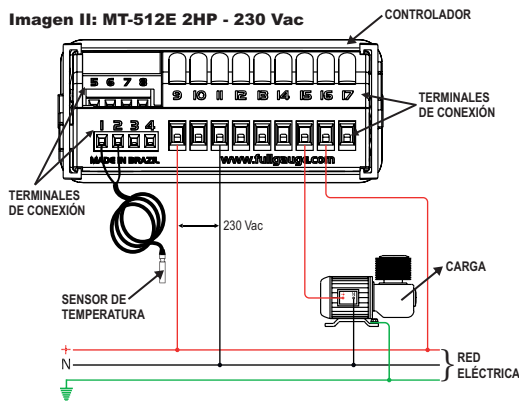 Imagen II: MT-512E 2HP - 230 Vac
CONTROLADOR
5 6 7 8
9 10 11 12 13 14 15 16 17
1 2 3 4
TERMINALES
DE CONEXIÓN
MADE IN BRAZIL
www.fullgauge.com
TERMINALES
DE CONEXIÓN
230 Vac
SENSOR DE
TEMPERATURA
CARGA
+
N
RED
ELÉCTRICA